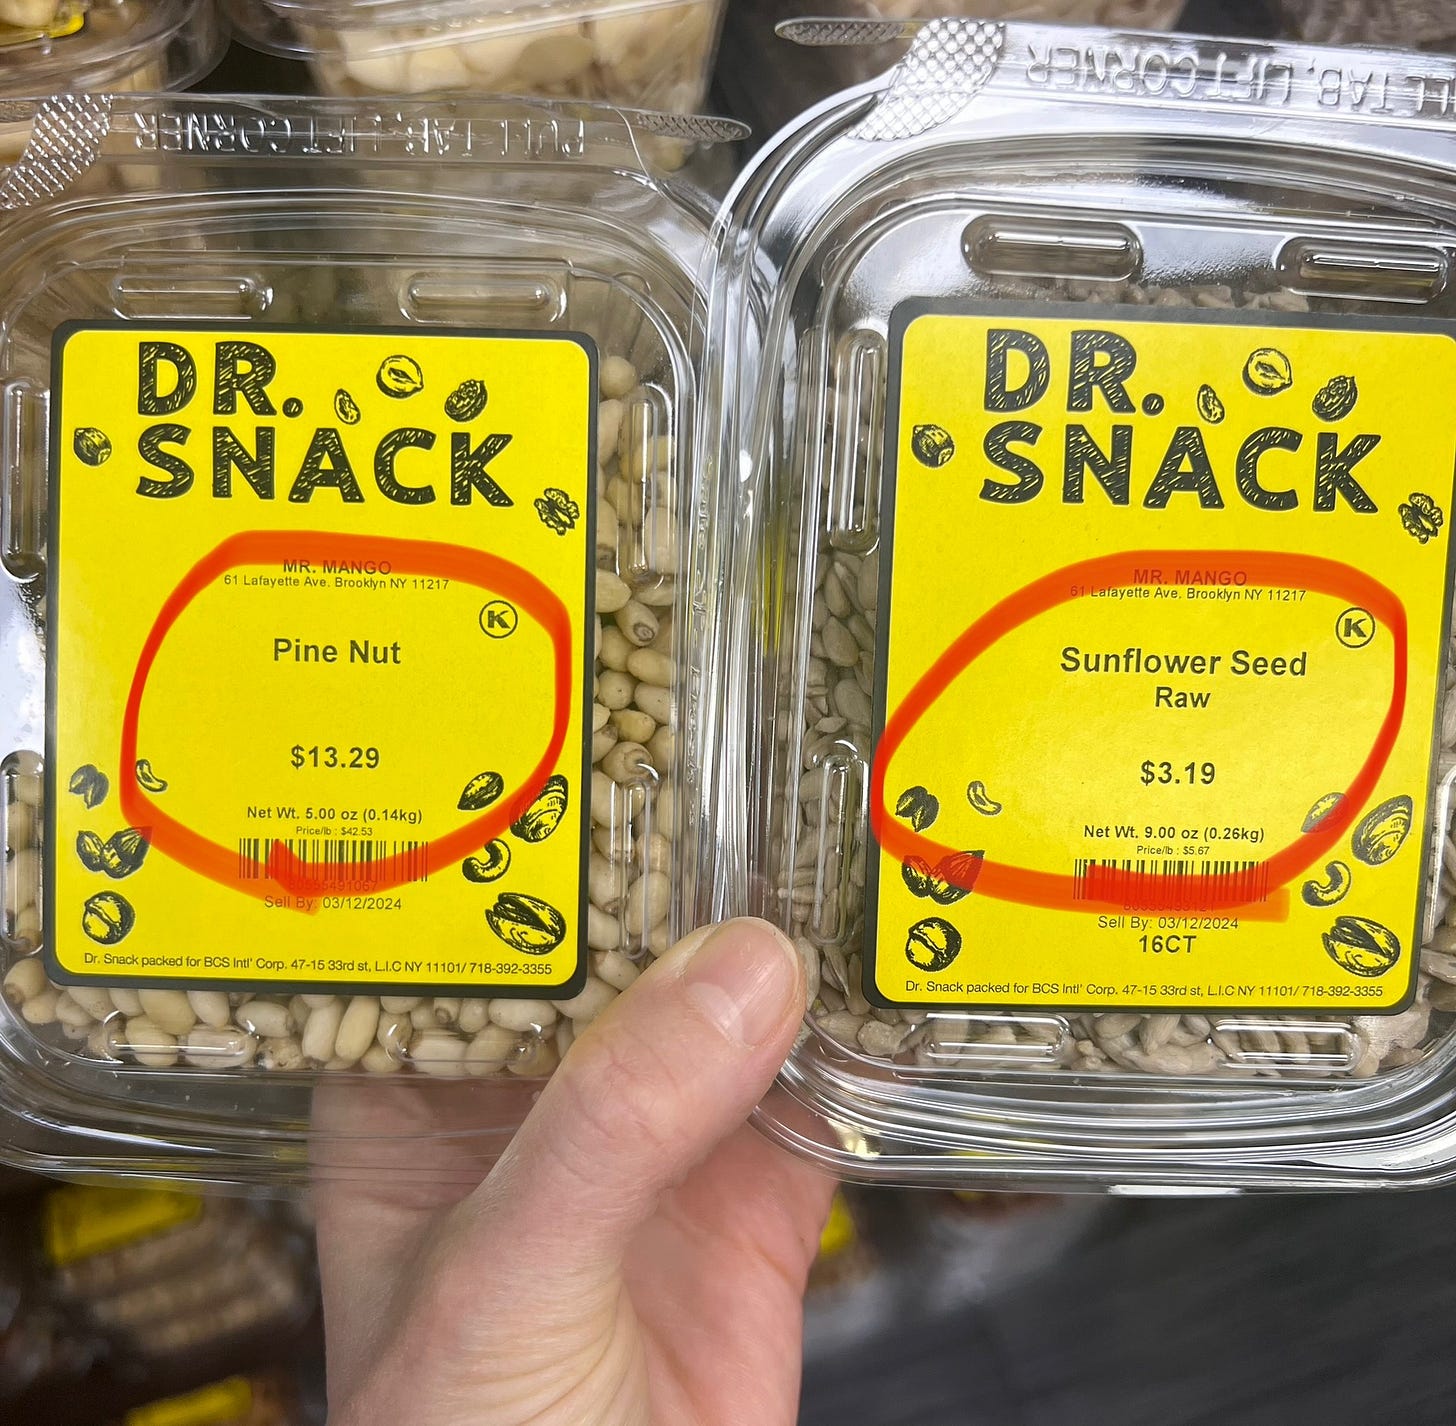 PULL TAB, LIFT CORNER
DR.
SNACK
MR. MANGO
61 Lafayette Ave. Brooklyn NY 11217
K
Pine Nut
$13.29
Net Wt. 5.00 oz (0.14kg)
Price/lb : $42.53
80555491067
Sell By: 03/12/2024
Dr. Snack packed for BCS Intl' Corp. 47-15 33rd st, L.I.C NY 11101/ 718-392-3355
LL TAB, LIFT CORNER
DR.
SNACK
MR. MANGO
61 Lafayette Ave. Brooklyn NY 11217
K
Sunflower Seed
Raw
$3.19
Net Wt. 9.00 oz (0.26kg)
Price/lb : $5.67
Sell By: 03/12/2024
16CT
Dr. Snack packed for BCS Intl' Corp. 47-15 33rd st, L.I.C NY 11101/ 718-392-3355